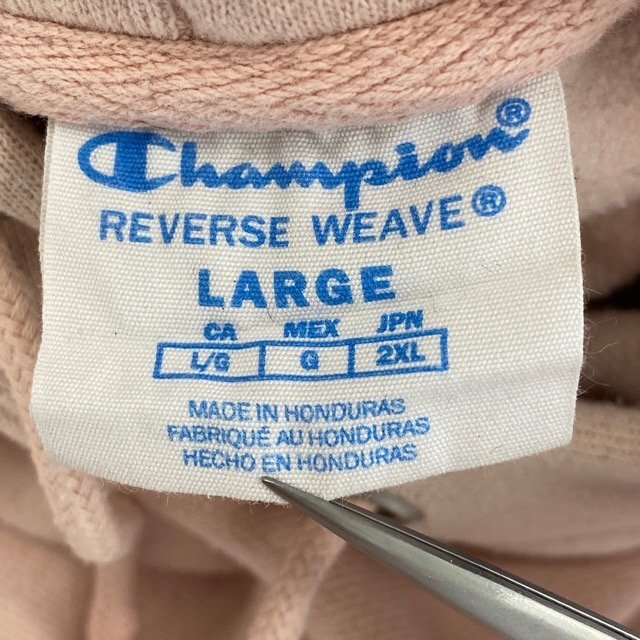 Champion®
REVERSE WEAVE®
LARGE
CA MEX JPN
L/G G 2XL
MADE IN HONDURAS
FABRIQUÉ AU HONDURAS
HECHO EN HONDURAS